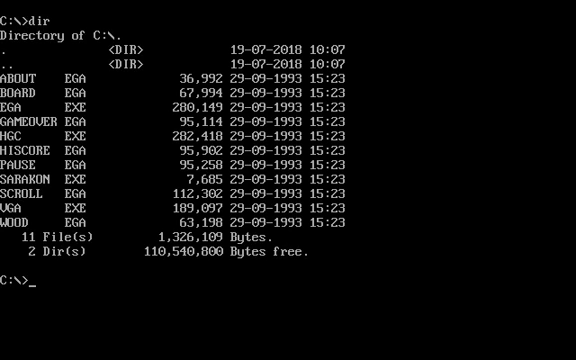 C:\>dir
Directory of C:\.
.              <DIR>            19-07-2018 10:07
..             <DIR>            19-07-2018 10:07
ABOUT    EGA             36,992 29-09-1993 15:23
BOARD    EGA             67,994 29-09-1993 15:23
EGA      EXE            280,149 29-09-1993 15:23
GAMEOVER EGA             95,114 29-09-1993 15:23
HGC      EXE            282,418 29-09-1993 15:23
HISCORE  EGA             95,902 29-09-1993 15:23
PAUSE    EGA             95,258 29-09-1993 15:23
SARAKON  EXE              7,685 29-09-1993 15:23
SCROLL   EGA            112,302 29-09-1993 15:23
VGA      EXE            189,097 29-09-1993 15:23
WOOD     EGA             63,198 29-09-1993 15:23
   11 File(s)         1,326,109 Bytes.
    2 Dir(s)        110,540,800 Bytes free.
C:\>_